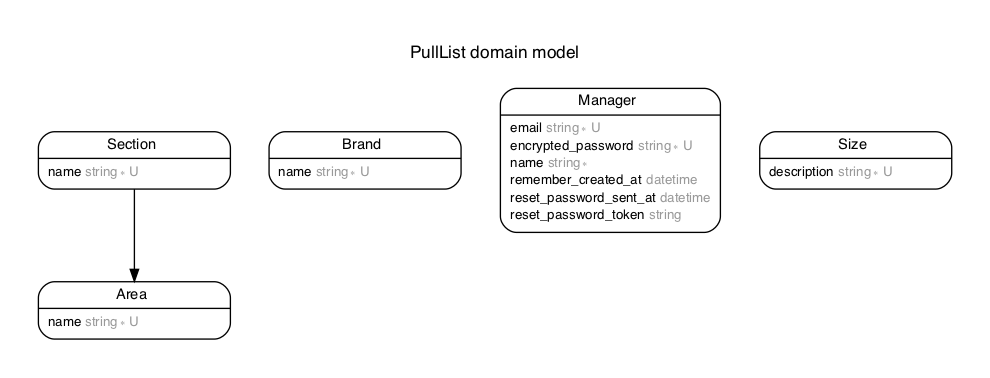 PullList domain model
Section
name string * U
Brand
name string * U
Manager
email string * U
encrypted_password string * U
name string *
remember_created_at datetime
reset_password_sent_at datetime
reset_password_token string
Size
description string * U
Area
name string * U